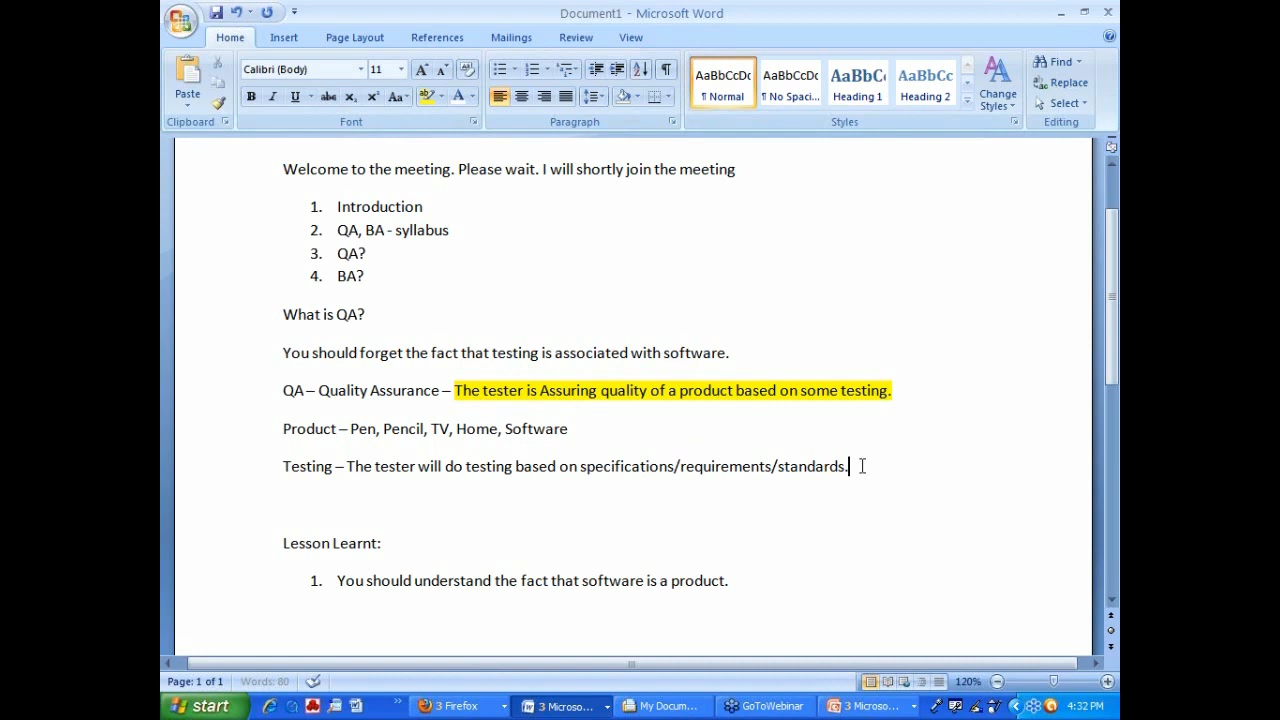 Document1 - Microsoft Word
Home Insert Page Layout References Mailings Review View
Paste
Calibri (Body) 11
B I U abc x₂ x² Aa
AaBbCcDc AaBbCcDc AaBbC AaBbCc
¶ Normal ¶ No Spaci... Heading 1 Heading 2
Change Styles
Find
Replace
Select
Clipboard Font Paragraph Styles Editing
Welcome to the meeting. Please wait. I will shortly join the meeting
1. Introduction
2. QA, BA - syllabus
3. QA?
4. BA?
What is QA?
You should forget the fact that testing is associated with software.
QA – Quality Assurance – The tester is Assuring quality of a product based on some testing.
Product – Pen, Pencil, TV, Home, Software
Testing – The tester will do testing based on specifications/requirements/standards.
Lesson Learnt:
1. You should understand the fact that software is a product.
Page: 1 of 1 Words: 80 120%
start 3 Firefox 3 Microso... My Docum... GoToWebinar 3 Microso... 4:32 PM